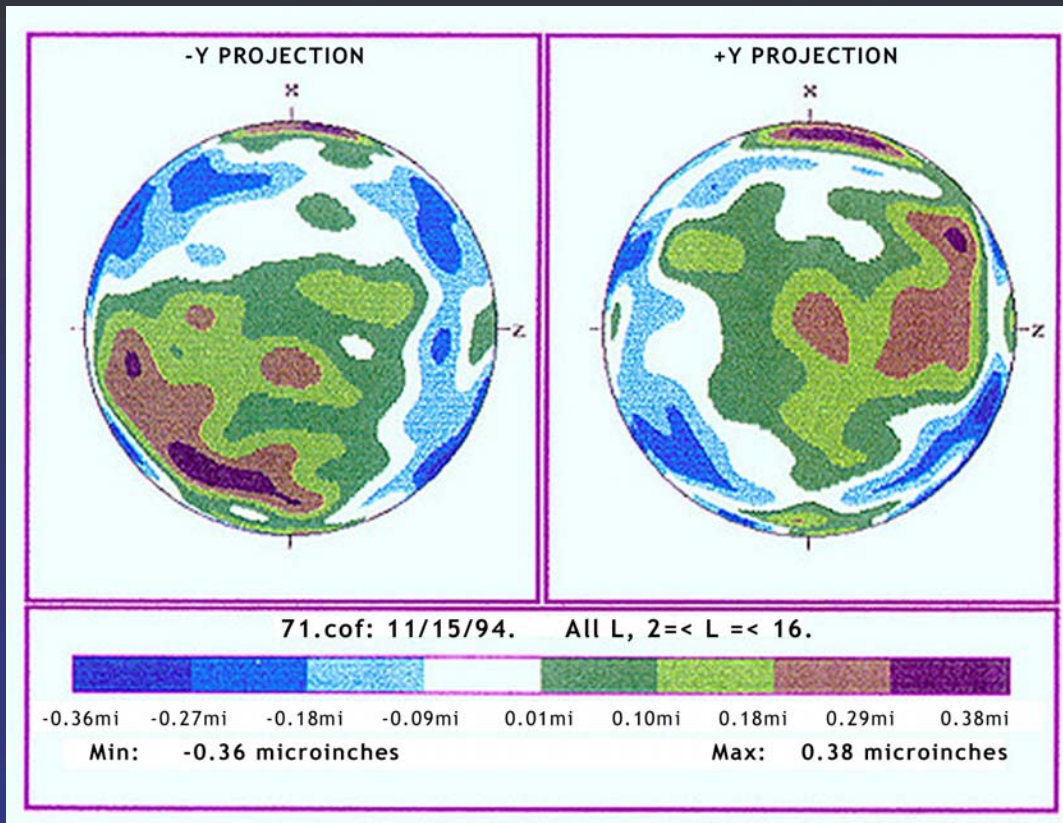 -Y PROJECTION
X
Z
+Y PROJECTION
X
Z
71.cof: 11/15/94. All L, 2=< L =< 16.
-0.36mi -0.27mi -0.18mi -0.09mi 0.01mi 0.10mi 0.18mi 0.29mi 0.38mi
Min: -0.36 microinches Max: 0.38 microinches